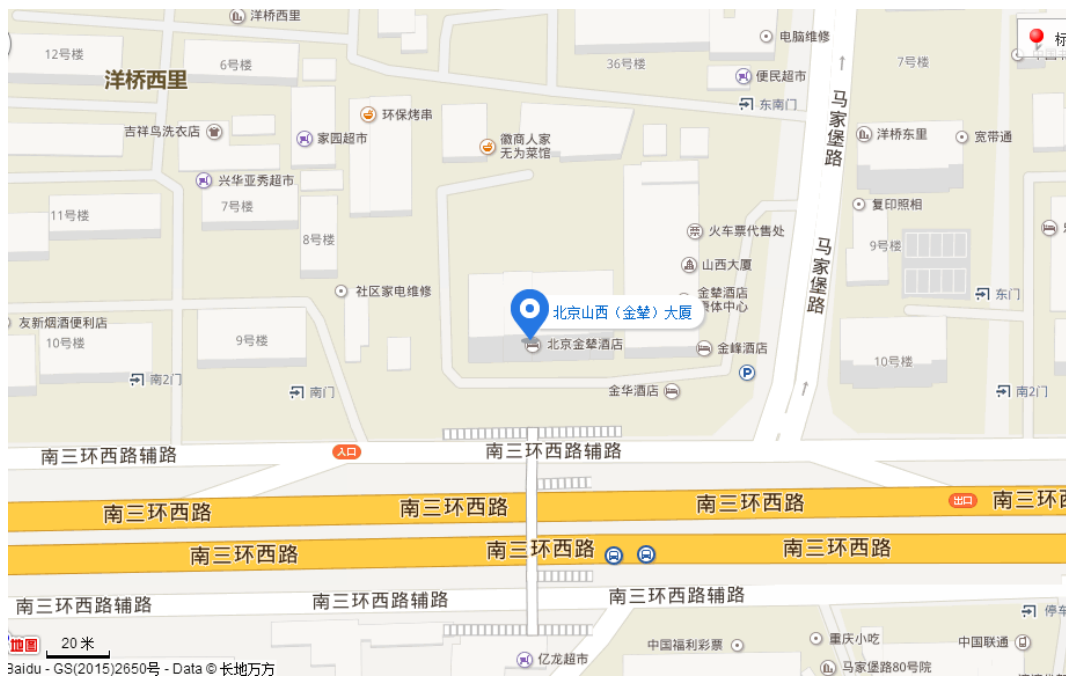 洋桥西里
12号楼
6号楼
洋桥西里
36号楼
电脑维修
便民超市
东南门
7号楼
标
吉祥鸟洗衣店
环保烤串
家园超市
徽商人家
无为菜馆
马家堡路
洋桥东里
宽带通
兴华亚秀超市
7号楼
11号楼
8号楼
复印照相
火车票代售处
9号楼
山西大厦
马家堡路
社区家电维修
金辇酒店
康体中心
东门
北京山西（金辇）大厦
友新烟酒便利店
10号楼
9号楼
北京金辇酒店
金峰酒店
10号楼
P
南2门
南门
金华酒店
南2门
南三环西路辅路
入口
南三环西路辅路
南三环西路
南三环西路
南三环西路
出口
南三环西
南三环西路
南三环西路
南三环西路
南三环西路辅路
南三环西路辅路
南三环西路辅路
停车
地图
20 米
中国福利彩票
重庆小吃
中国联通
亿龙超市
马家堡路80号院
Baidu - GS(2015)2650号 - Data © 长地万方